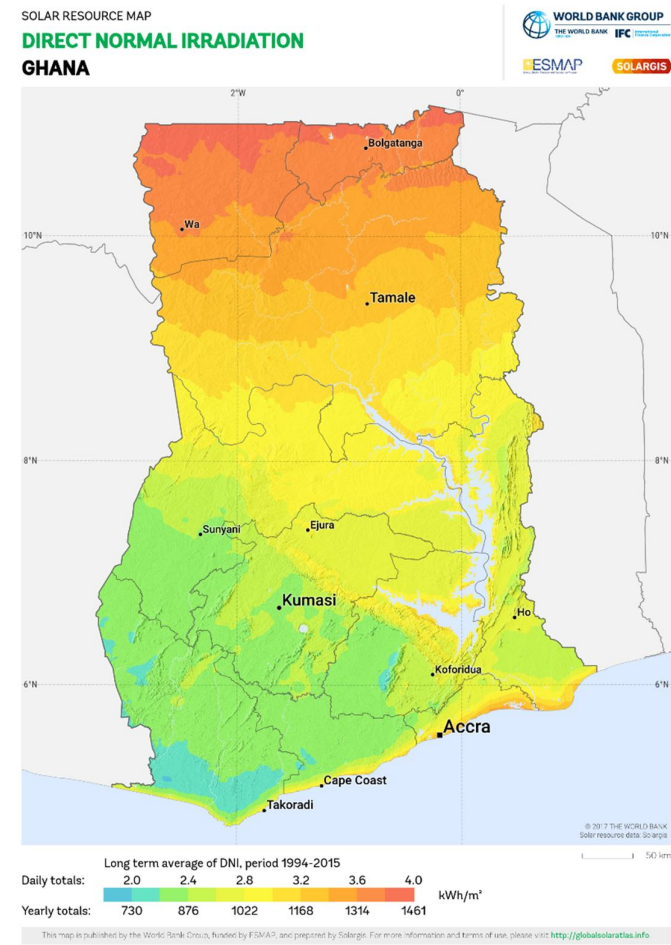 SOLAR RESOURCE MAP
DIRECT NORMAL IRRADIATION
GHANA
WORLD BANK GROUP
THE WORLD BANK IFC International Finance Corporation
ESMAP
SOLARGIS
2°W 0°
Bolgatanga
Wa
10°N 10°N
Tamale
8°N 8°N
Sunyani
Ejura
Kumasi
Ho
Koforidua
6°N 6°N
Accra
Cape Coast
Takoradi
© 2017 THE WORLD BANK
Solar resource data: Solargis
50 km
Long term average of DNI, period 1994-2015
Daily totals: 2.0 2.4 2.8 3.2 3.6 4.0
kWh/m²
Yearly totals: 730 876 1022 1168 1314 1461
This map is published by the World Bank Group, funded by ESMAP, and prepared by Solargis. For more information and terms of use, please visit http://globalsolaratlas.info.